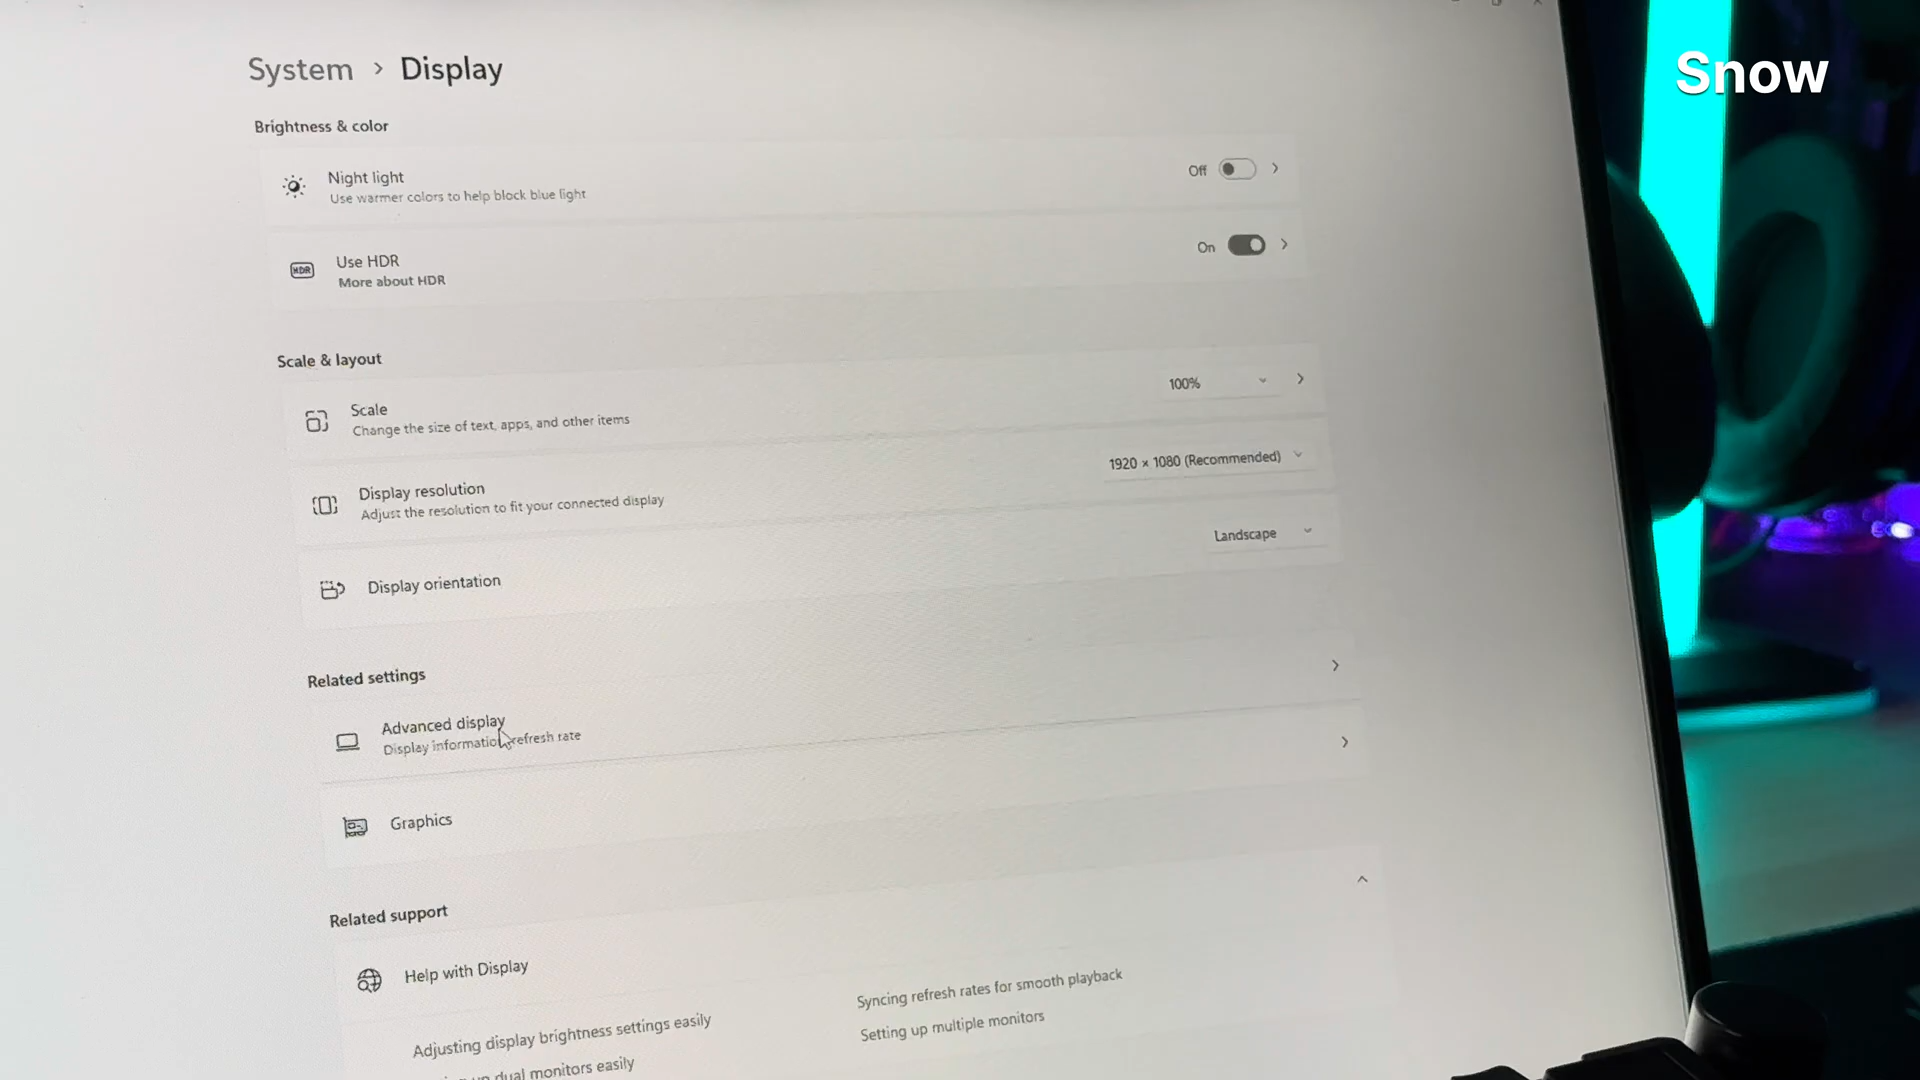 Snow
System > Display
Brightness & color
Night light
Use warmer colors to help block blue light
Off
HDR
Use HDR
More about HDR
On
Scale & layout
Scale
Change the size of text, apps, and other items
100%
Display resolution
Adjust the resolution to fit your connected display
1920 × 1080 (Recommended)
Display orientation
Landscape
Related settings
Advanced display
Display information, refresh rate
Graphics
Related support
Help with Display
Adjusting display brightness settings easily
Syncing refresh rates for smooth playback
dual monitors easily
Setting up multiple monitors